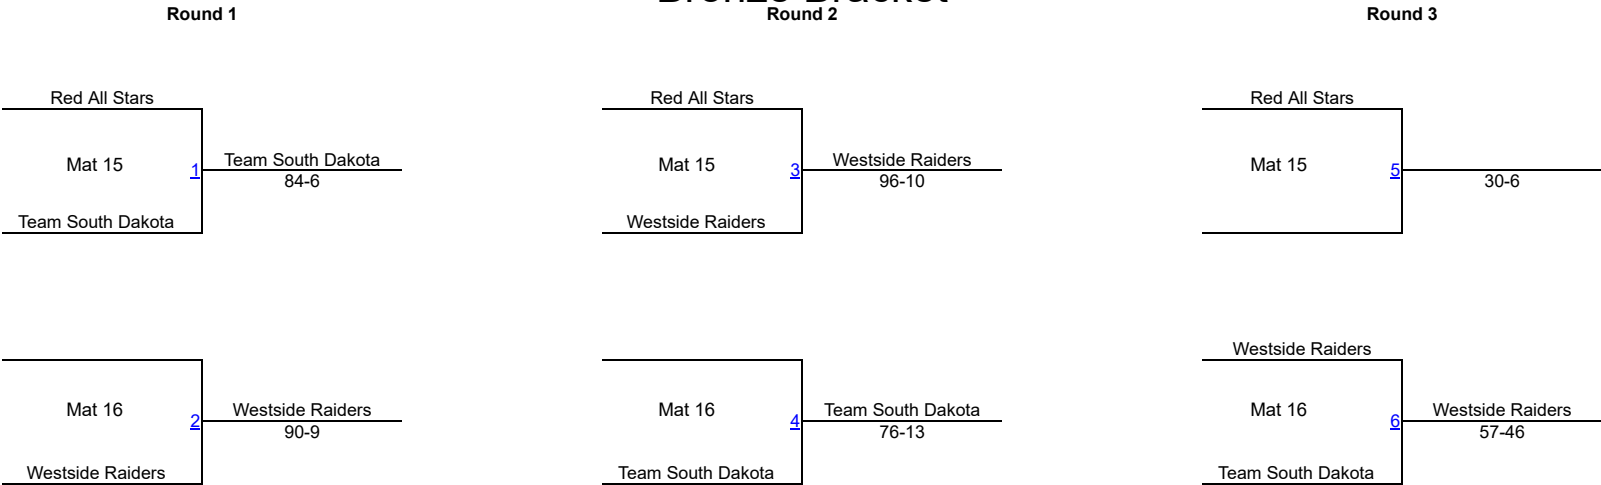 Bronze Bracket
Round 1
Round 2
Round 3
Red All Stars
Red All Stars
Red All Stars
Mat 15
1
Team South Dakota
84-6
Mat 15
3
Westside Raiders
96-10
Mat 15
5
30-6
Team South Dakota
Westside Raiders
Westside Raiders
Mat 16
2
Westside Raiders
90-9
Mat 16
4
Team South Dakota
76-13
Mat 16
6
Westside Raiders
57-46
Westside Raiders
Team South Dakota
Team South Dakota